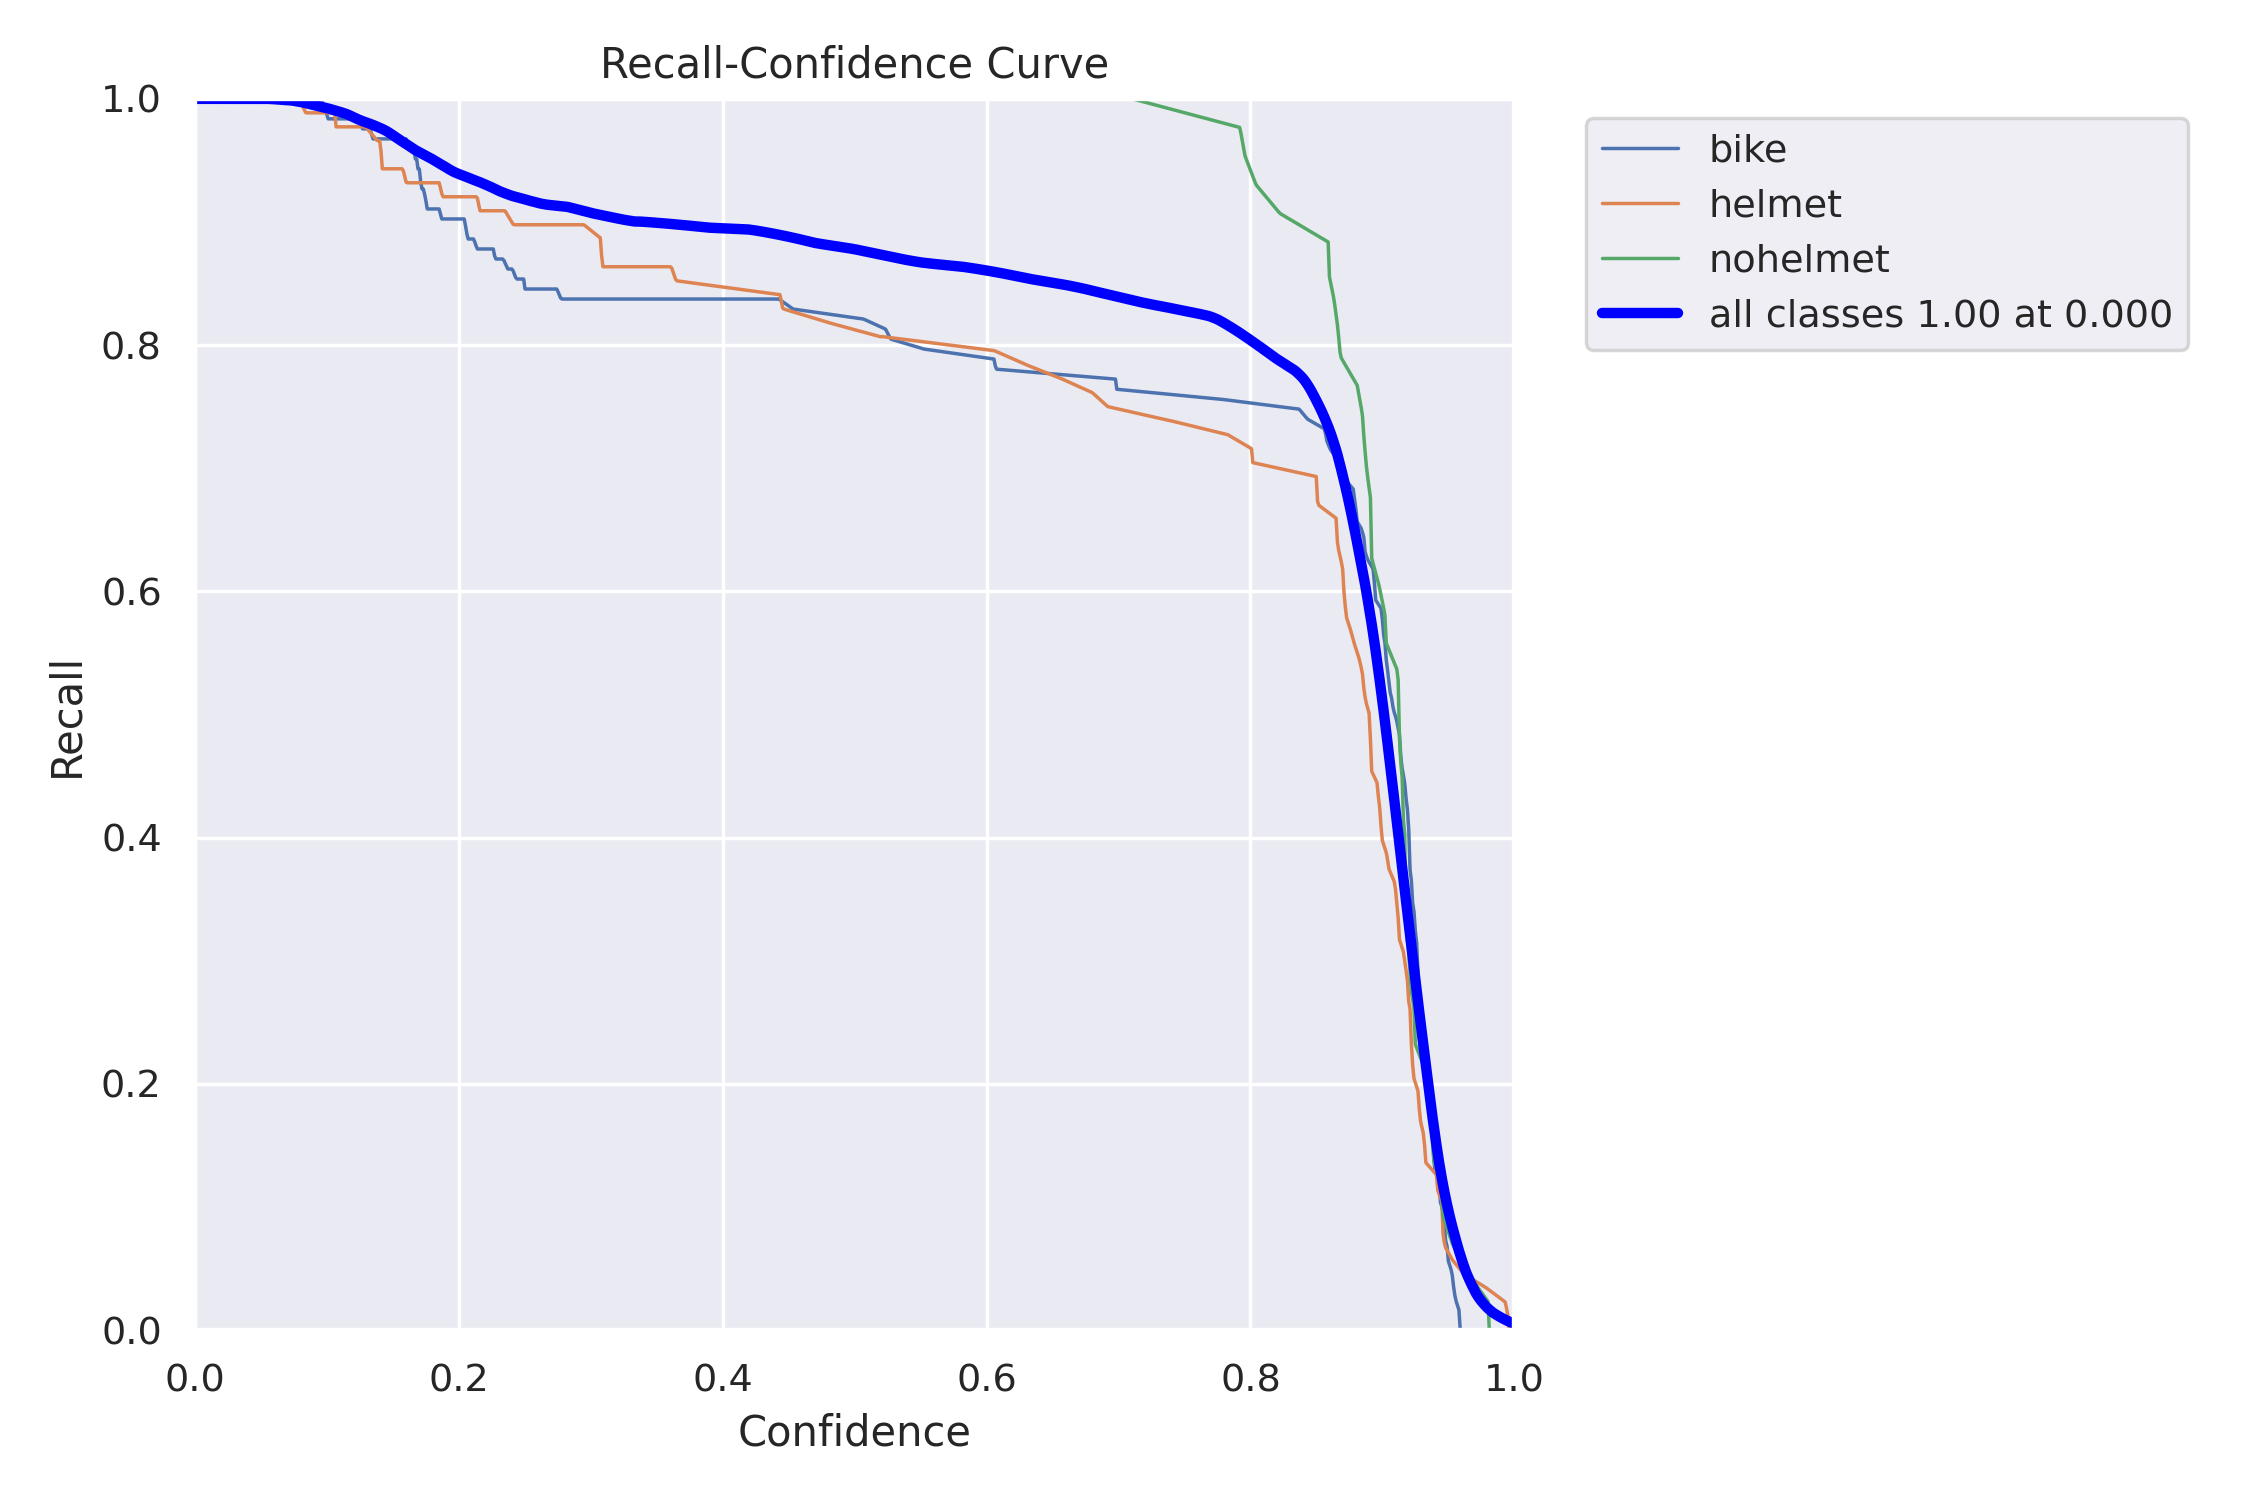 Recall-Confidence Curve
1.0
0.8
0.6
0.4
0.2
0.0
Recall
0.0 0.2 0.4 0.6 0.8 1.0
Confidence
bike
helmet
nohelmet
all classes 1.00 at 0.000